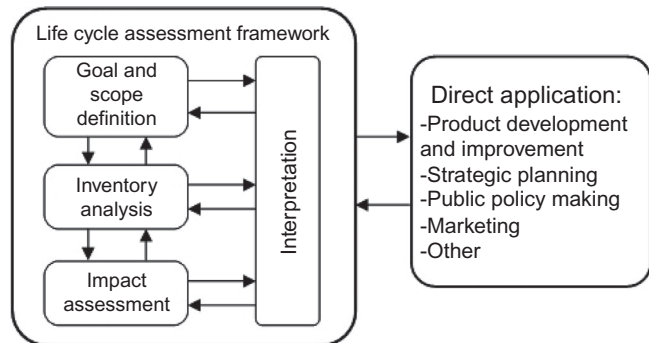 Life cycle assessment framework
Goal and
scope
definition
Inventory
analysis
Impact
assessment
Interpretation
Direct application:
-Product development
and improvement
-Strategic planning
-Public policy making
-Marketing
-Other